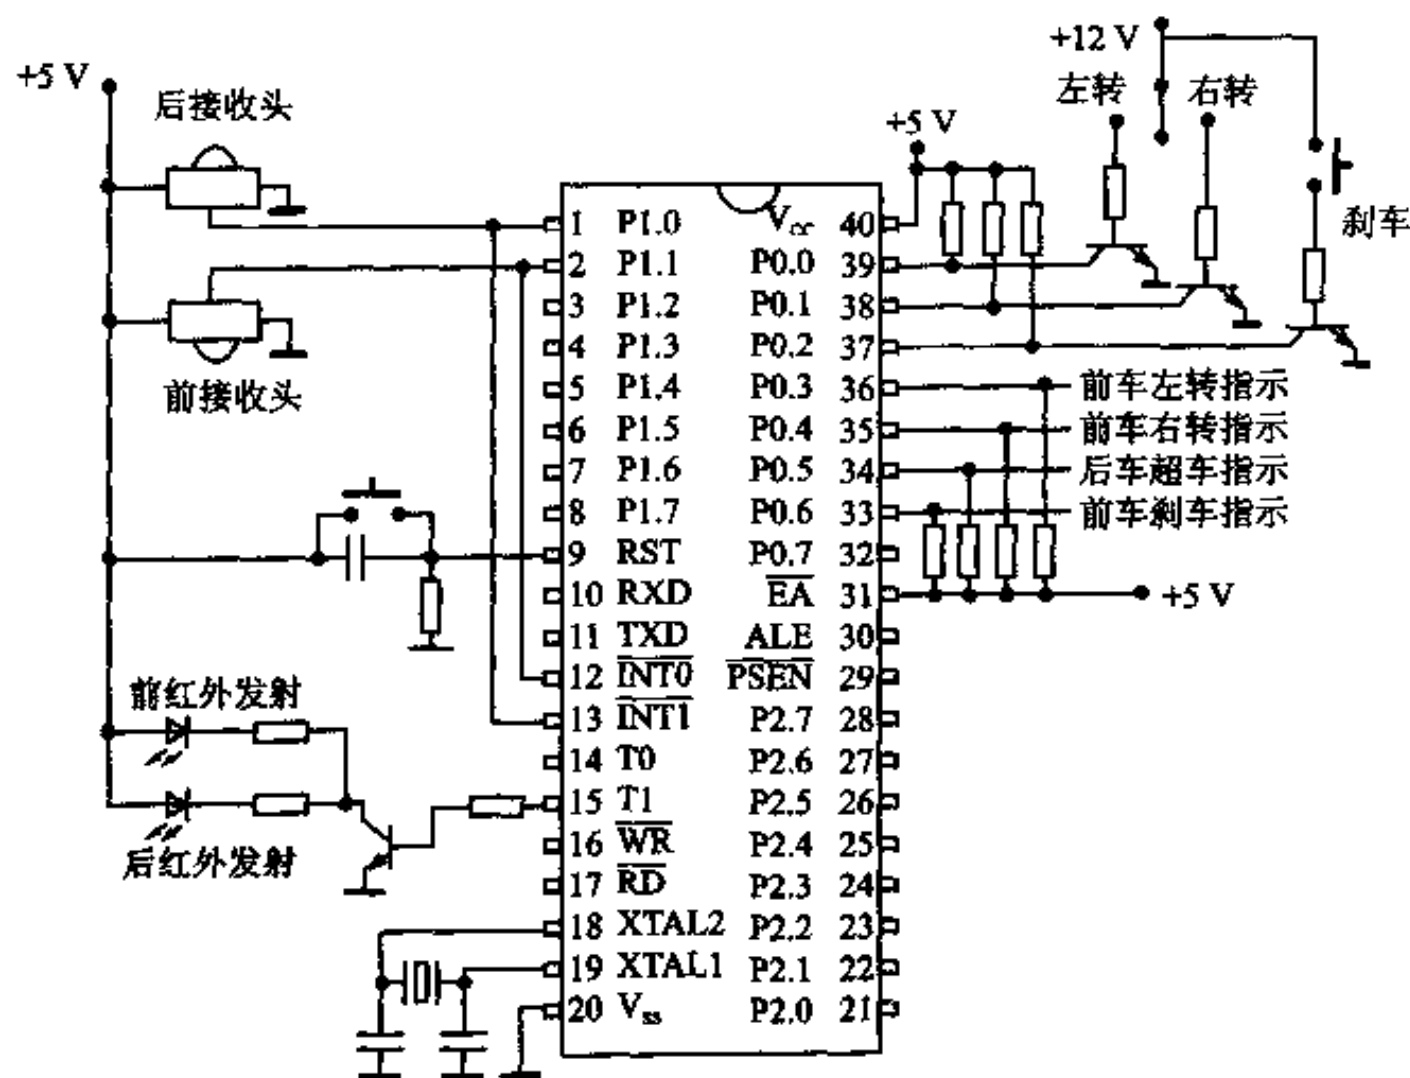 +5 V
后接收头
前接收头
前红外发射
后红外发射
1 P1.0
2 P1.1
3 P1.2
4 P1.3
5 P1.4
6 P1.5
7 P1.6
8 P1.7
9 RST
10 RXD
11 TXD
12 INT0
13 INT1
14 T0
15 T1
16 WR
17 RD
18 XTAL2
19 XTAL1
20 Vss
Vcc 40
P0.0 39
P0.1 38
P0.2 37
P0.3 36
P0.4 35
P0.5 34
P0.6 33
P0.7 32
EA 31
ALE 30
PSEN 29
P2.7 28
P2.6 27
P2.5 26
P2.4 25
P2.3 24
P2.2 23
P2.1 22
P2.0 21
+5 V
+12 V
左转
右转
刹车
前车左转指示
前车右转指示
后车超车指示
前车刹车指示
+5 V